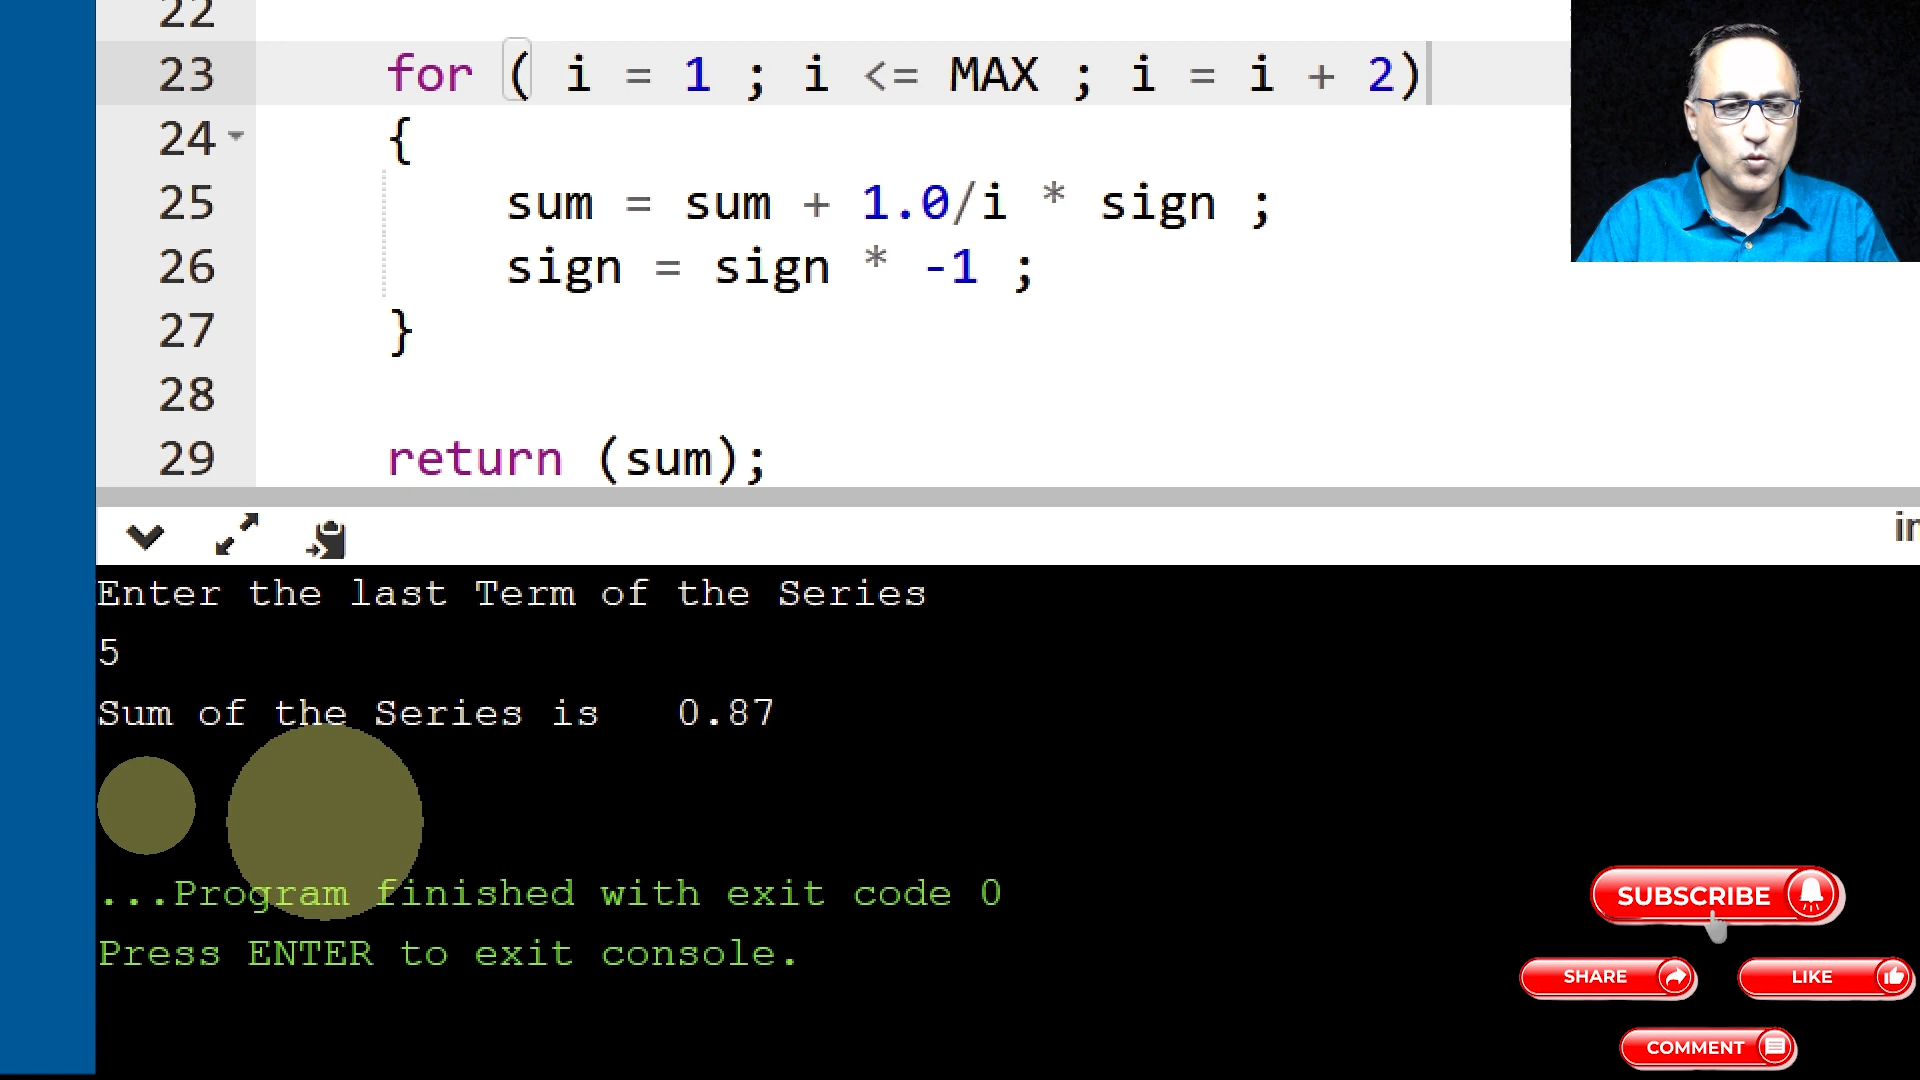 22
23 for ( i = 1 ; i <= MAX ; i = i + 2)
24 {
25 sum = sum + 1.0/i * sign ;
26 sign = sign * -1 ;
27 }
28
29 return (sum);
Enter the last Term of the Series
5
Sum of the Series is 0.87
...Program finished with exit code 0
Press ENTER to exit console.
SUBSCRIBE
SHARE LIKE
COMMENT